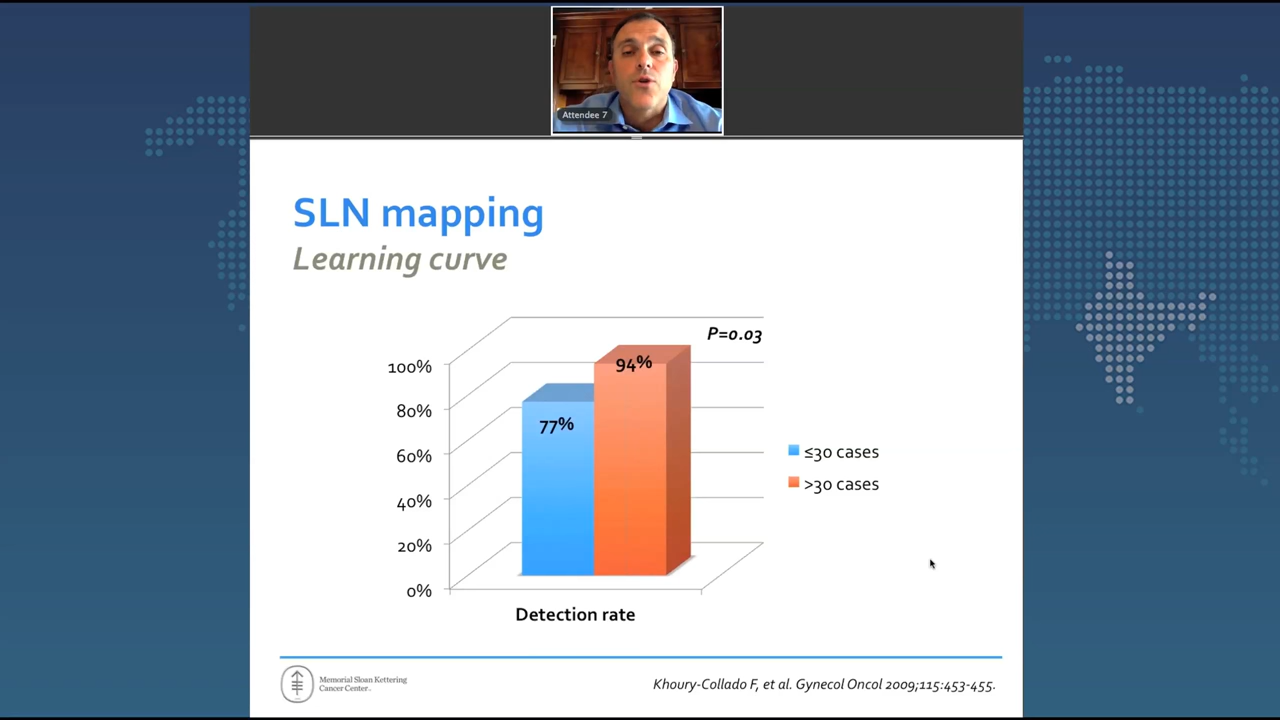 Attendee 7
SLN mapping
Learning curve
P=0.03
100%
80%
60%
40%
20%
0%
77%
94%
≤30 cases
>30 cases
Detection rate
Memorial Sloan Kettering
Cancer Center
Khoury-Collado F, et al. Gynecol Oncol 2009;115:453-455.